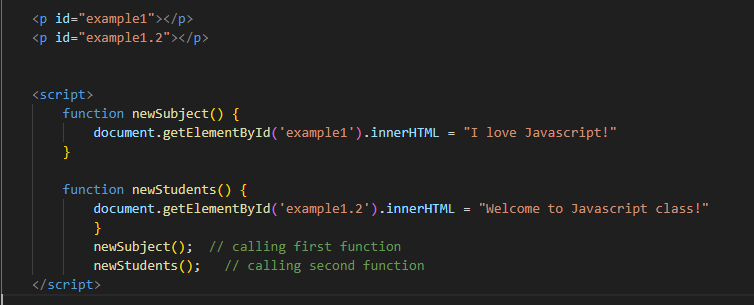 <p id="example1"></p>
<p id="example1.2"></p>
<script>
function newSubject() {
document.getElementById('example1').innerHTML = "I love Javascript!"
}
function newStudents() {
document.getElementById('example1.2').innerHTML = "Welcome to Javascript class!"
}
newSubject();  // calling first function
newStudents();   // calling second function
</script>